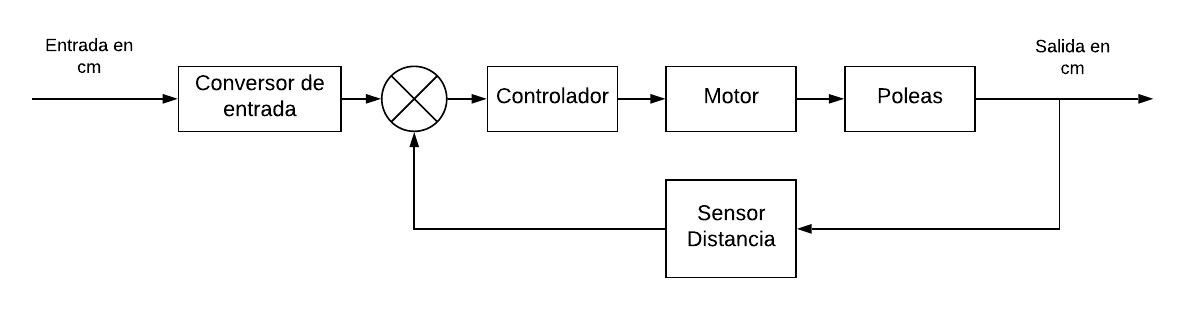 Entrada en
cm
Conversor de
entrada
Controlador
Motor
Poleas
Salida en
cm
Sensor
Distancia